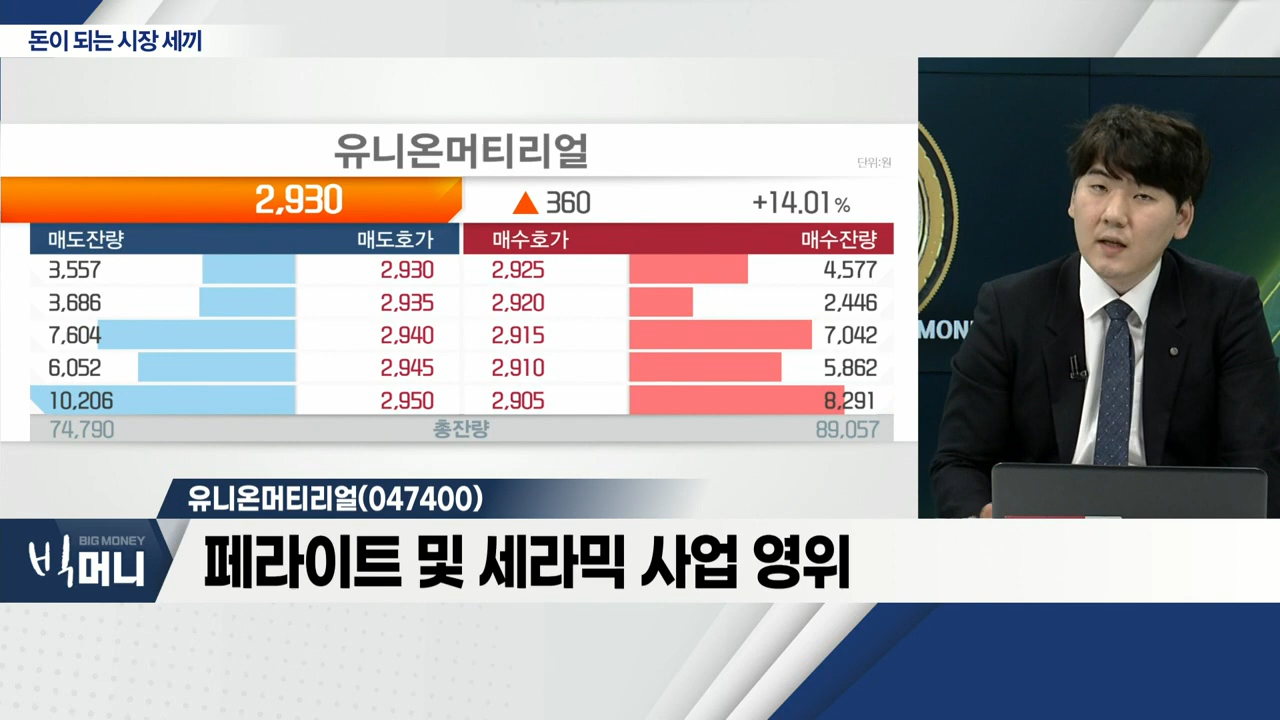 돈이 되는 시장 세끼
유니온머티리얼
단위:원
2,930 ▲ 360 +14.01%
매도잔량 매도호가 매수호가 매수잔량
3,557 2,930 2,925 4,577
3,686 2,935 2,920 2,446
7,604 2,940 2,915 7,042
6,052 2,945 2,910 5,862
10,206 2,950 2,905 8,291
74,790 총잔량 89,057
MON
유니온머티리얼(047400)
BIG MONEY
빅머니
페라이트 및 세라믹 사업 영위